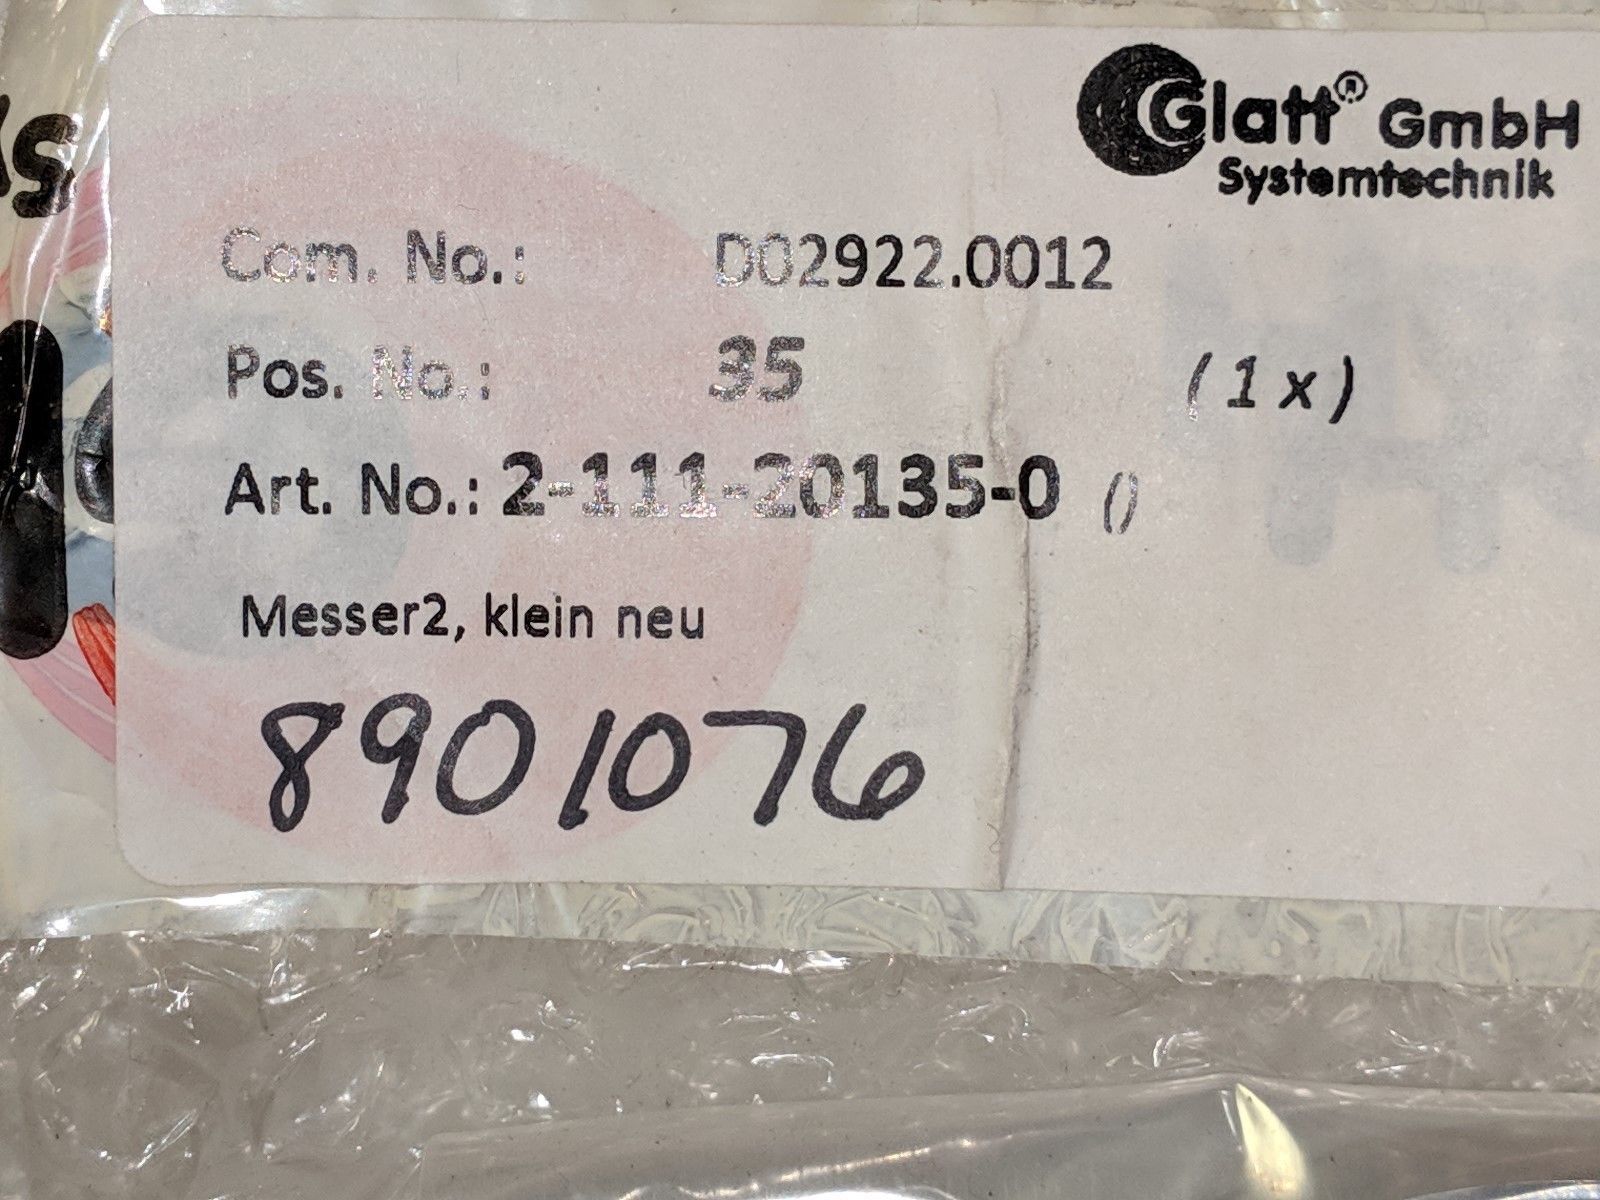 Glatt® GmbH
Systemtechnik
Com. No.: D02922.0012
Pos. No.: 35 (1 x)
Art. No.: 2-111-20135-0 ()
Messer2, klein neu
8901076